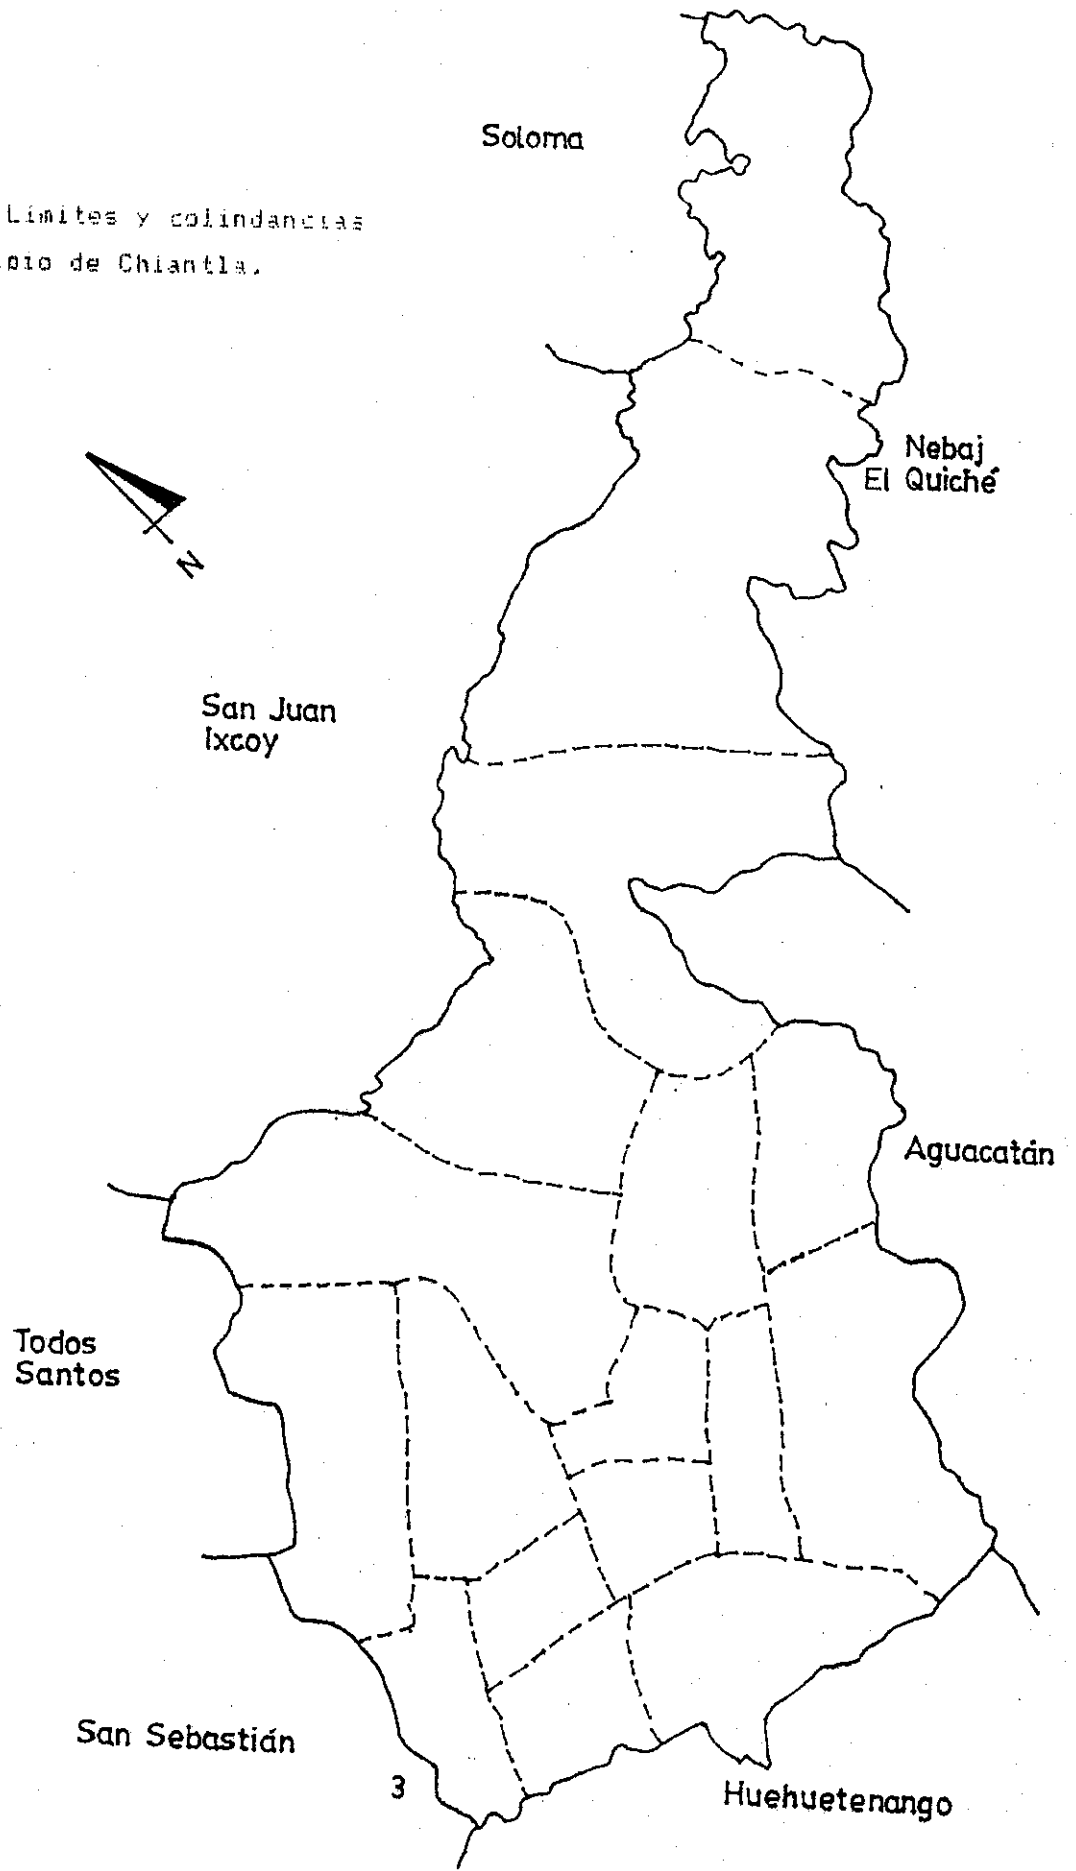 Soloma
Límites y colindancias
pio de Chiantla.
Nebaj
El Quiché
N
San Juan
Ixcoy
Aguacatán
Todos
Santos
San Sebastián
3
Huehuetenango